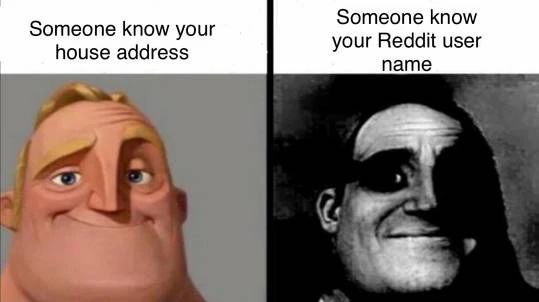 Someone know your
house address
Someone know
your Reddit user
name